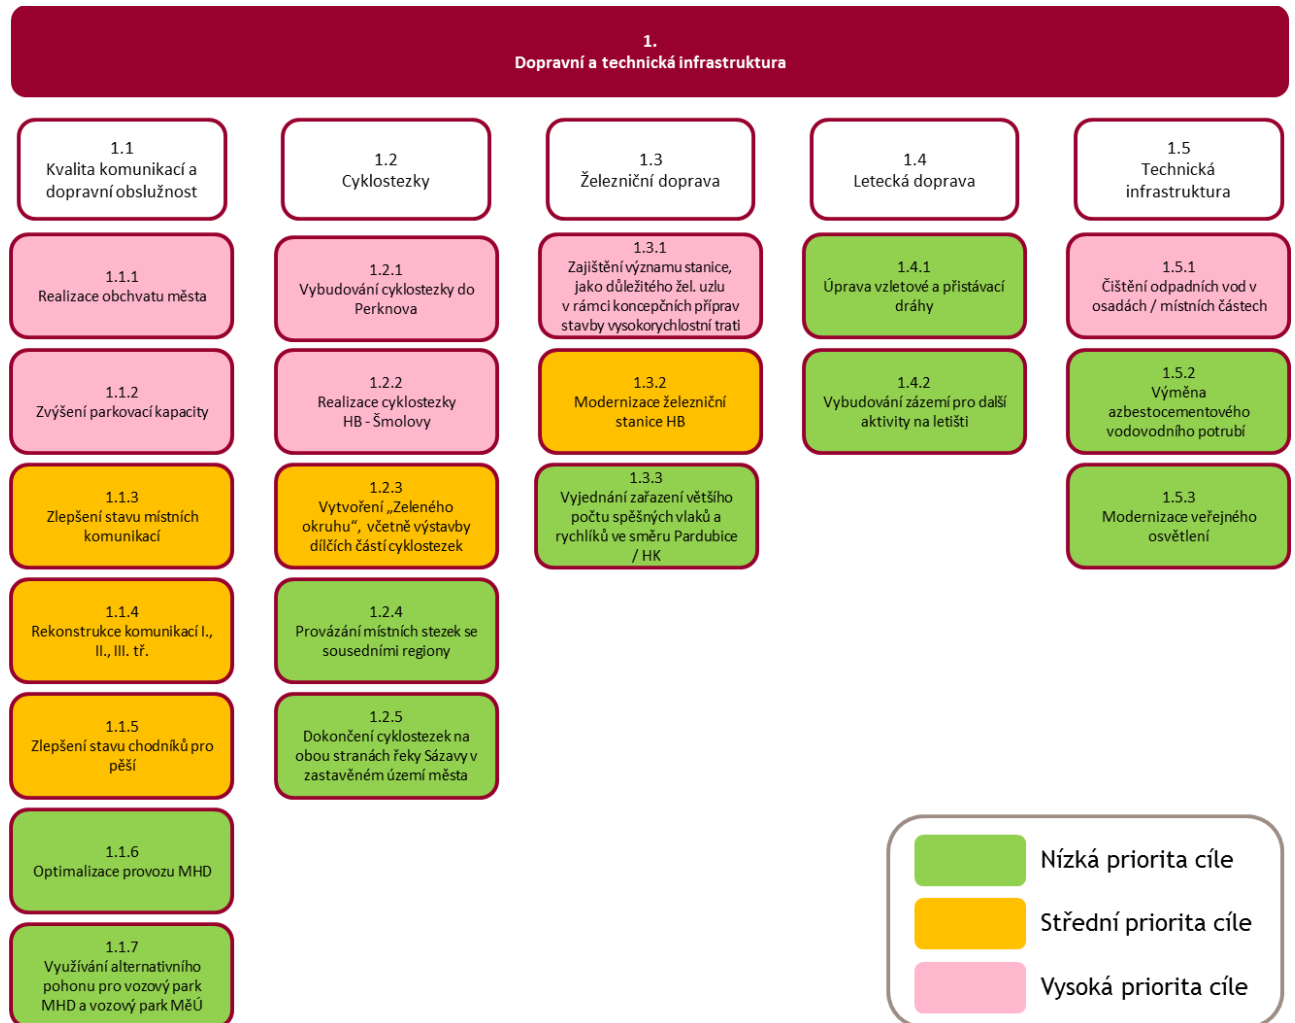 1.
Dopravní a technická infrastruktura
1.1
Kvalita komunikací a
dopravní obslužnost
1.1.1
Realizace obchvatu města
1.1.2
Zvýšení parkovací kapacity
1.1.3
Zlepšení stavu místních
komunikací
1.1.4
Rekonstrukce komunikací I.,
II., III. tř.
1.1.5
Zlepšení stavu chodníků pro
pěší
1.1.6
Optimalizace provozu MHD
1.1.7
Využívání alternativního
pohonu pro vozový park
MHD a vozový park MěÚ
1.2
Cyklostezky
1.2.1
Vybudování cyklostezky do
Perknova
1.2.2
Realizace cyklostezky
HB - Šmolovy
1.2.3
Vytvoření „Zeleného
okruhu“, včetně výstavby
dílčích částí cyklostezek
1.2.4
Provázání místních stezek se
sousedními regiony
1.2.5
Dokončení cyklostezek na
obou stranách řeky Sázavy v
zastavěném území města
1.3
Železniční doprava
1.3.1
Zajištění významu stanice,
jako důležitého žel. uzlu
v rámci koncepčních příprav
stavby vysokorychlostní trati
1.3.2
Modernizace železniční
stanice HB
1.3.3
Vyjednání zařazení většího
počtu spěšných vlaků a
rychlíků ve směru Pardubice
/ HK
1.4
Letecká doprava
1.4.1
Úprava vzletové a přistávací
dráhy
1.4.2
Vybudování zázemí pro další
aktivity na letišti
1.5
Technická
infrastruktura
1.5.1
Čištění odpadních vod v
osadách / místních částech
1.5.2
Výměna
azbestocementového
vodovodního potrubí
1.5.3
Modernizace veřejného
osvětlení
Nízká priorita cíle
Střední priorita cíle
Vysoká priorita cíle